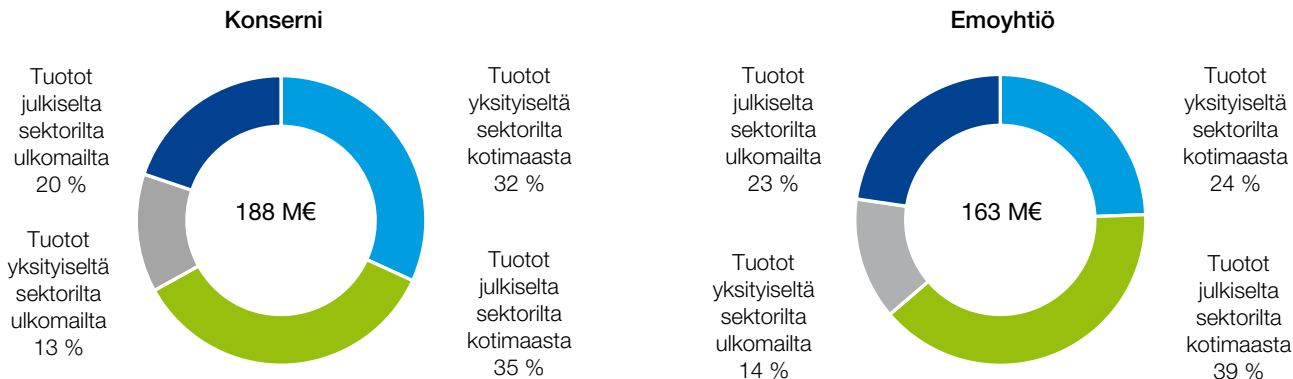 Konserni
Tuotot
julkiselta
sektorilta
ulkomailta
20 %
Tuotot
yksityiseltä
sektorilta
kotimaasta
32 %
188 M€
Tuotot
yksityiseltä
sektorilta
ulkomailta
13 %
Tuotot
julkiselta
sektorilta
kotimaasta
35 %
Emoyhtiö
Tuotot
julkiselta
sektorilta
ulkomailta
23 %
Tuotot
yksityiseltä
sektorilta
kotimaasta
24 %
163 M€
Tuotot
yksityiseltä
sektorilta
ulkomailta
14 %
Tuotot
julkiselta
sektorilta
kotimaasta
39 %